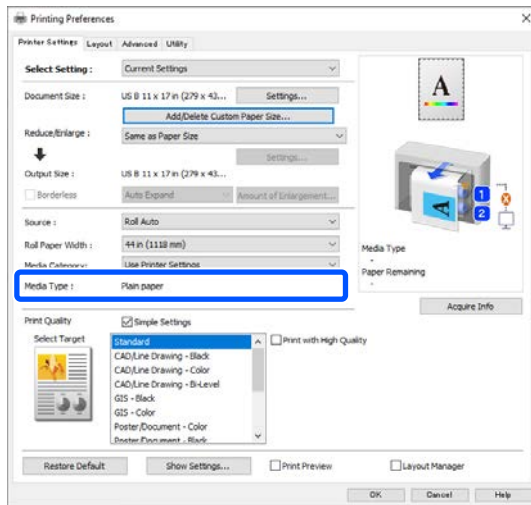 Printing Preferences
Printer Settings Layout Advanced Utility
Select Setting : Current Settings
Document Size : US B 11 x 17 in (279 x 43... Settings...
Add/Delete Custom Paper Size...
Reduce/Enlarge : Same as Paper Size
Settings...
Output Size : US B 11 x 17 in (279 x 43...
Borderless Auto Expand Amount of Enlargement...
Source : Roll Auto
Roll Paper Width : 44 in (1118 mm)
Media Category: Use Printer Settings
Media Type : Plain paper
Print Quality Simple Settings
Select Target Standard
CAD/Line Drawing - Black
CAD/Line Drawing - Color
CAD/Line Drawing - Bi-Level
GIS - Black
GIS - Color
Poster/Document - Color
Poster/Document - Black
Print with High Quality
A
A
1
2
Media Type
-
Paper Remaining
-
Acquire Info
Restore Default Show Settings... Print Preview Layout Manager
OK Cancel Help